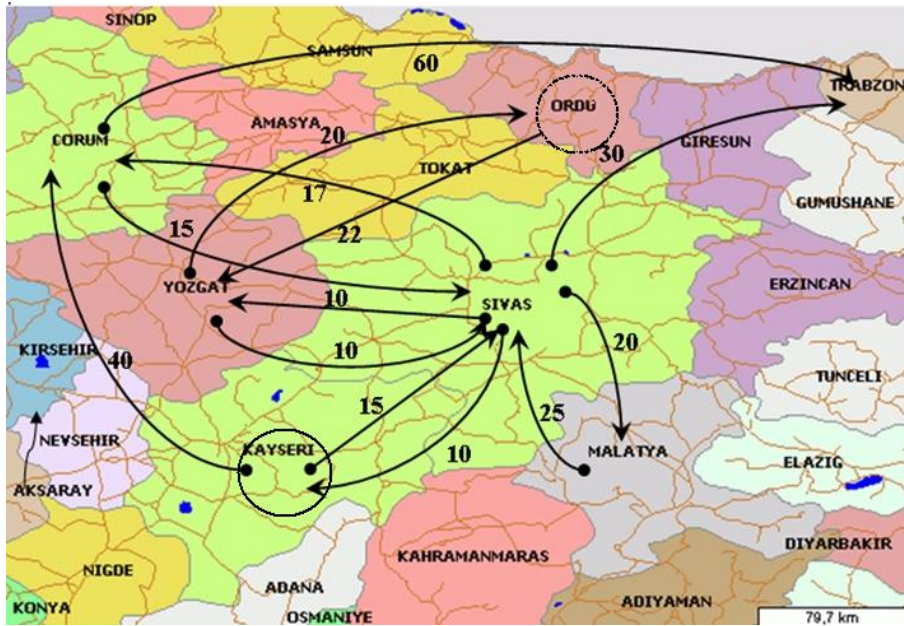 SINOP
SAMSUN
60
TRABZON
ORDU
AMASYA
CORUM
20
30
GIRESUN
TOKAT
17
GUMUSHANE
15
22
YOZGAT
ERZINCAN
10
SIVAS
KIRSEHIR
10
20
40
TUNCELI
15
25
NEVSEHIR
KAYSERI
10
MALATYA
ELAZIG
AKSARAY
DIYARBAKIR
KAHRAMANMARAS
NIGDE
ADANA
ADIYAMAN
KONYA
OSMANIYE
79,7 km